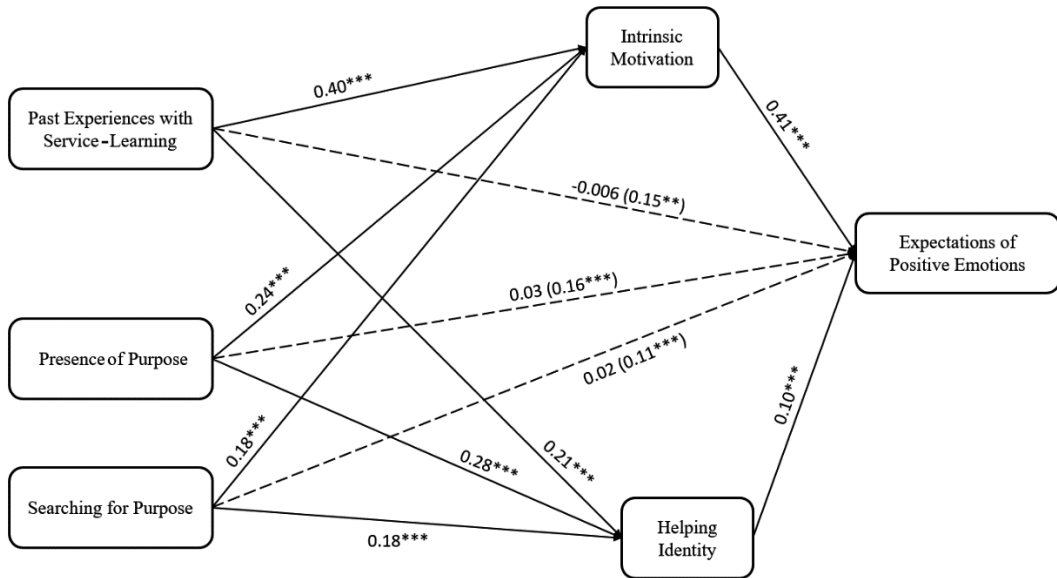 Intrinsic
Motivation
0.40***
Past Experiences with
Service-Learning
0.41***
-0.006 (0.15**)
Expectations of
Positive Emotions
0.24***
0.03 (0.16***)
Presence of Purpose
0.02 (0.11***)
0.10***
0.18***
0.28***
0.21***
Searching for Purpose
0.18***
Helping
Identity